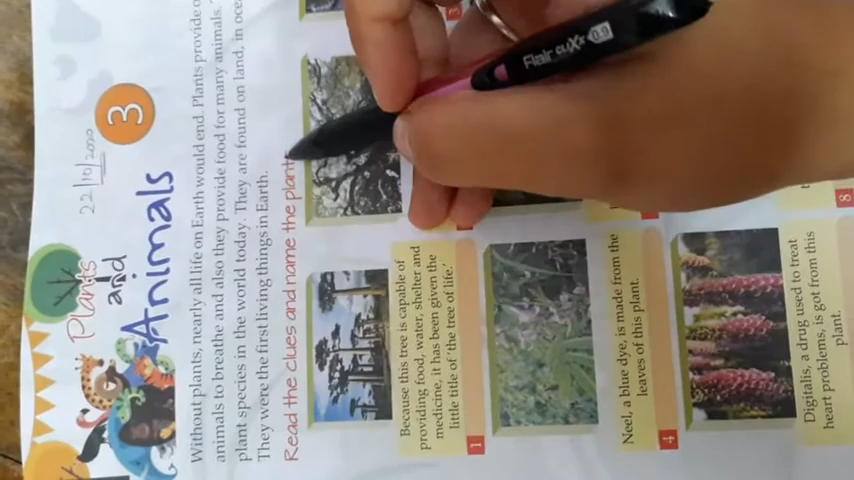 22/10/2020
3
Plants
and
Animals
Without plants, nearly all life on Earth would end. Plants provide
animals to breathe and also they provide food for many animals.
plant species in the world today. They are found on land, in
They were the first living things in Earth.
Read the clues and name the plant
Because this tree is capable of
providing food, water, shelter and
medicine, it has been given the
little title of 'the tree of life.'
1
Neel, a blue dye, is made from the
leaves of this plant.
4
Digitalis, a drug used to treat
heart problems, is got from this
plant.
8
Flair CUXR 0.9